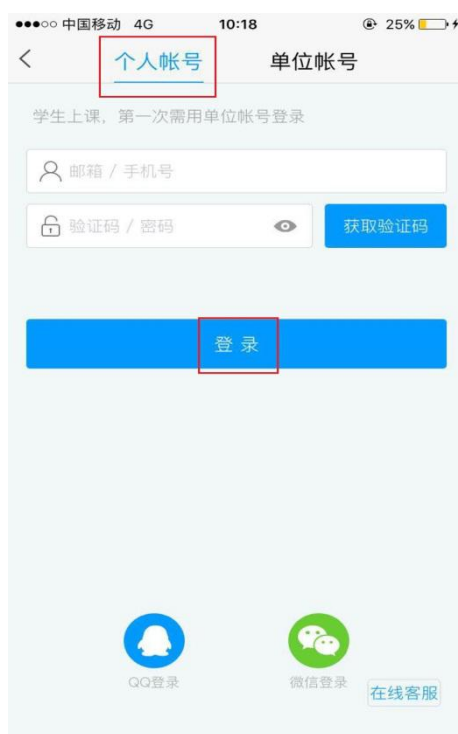 中国移动 4G 10:18 25%
个人帐号 单位帐号
学生上课，第一次需用单位帐号登录
邮箱 / 手机号
验证码 / 密码 获取验证码
登 录
QQ登录 微信登录
在线客服